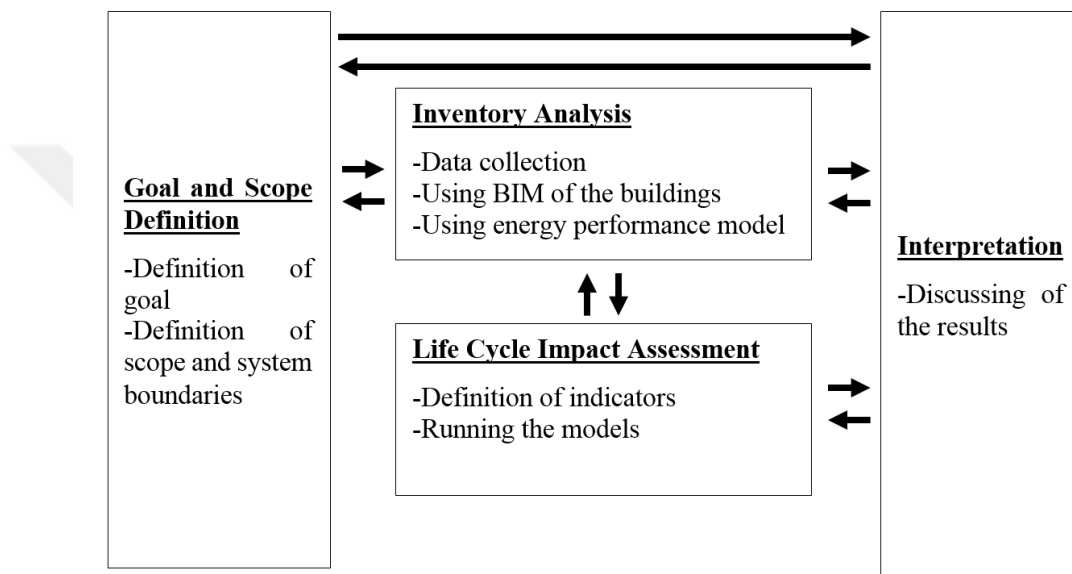 Goal and Scope
Definition
-Definition of
goal
-Definition of
scope and system
boundaries
Inventory Analysis
-Data collection
-Using BIM of the buildings
-Using energy performance model
Life Cycle Impact Assessment
-Definition of indicators
-Running the models
Interpretation
-Discussing of
the results